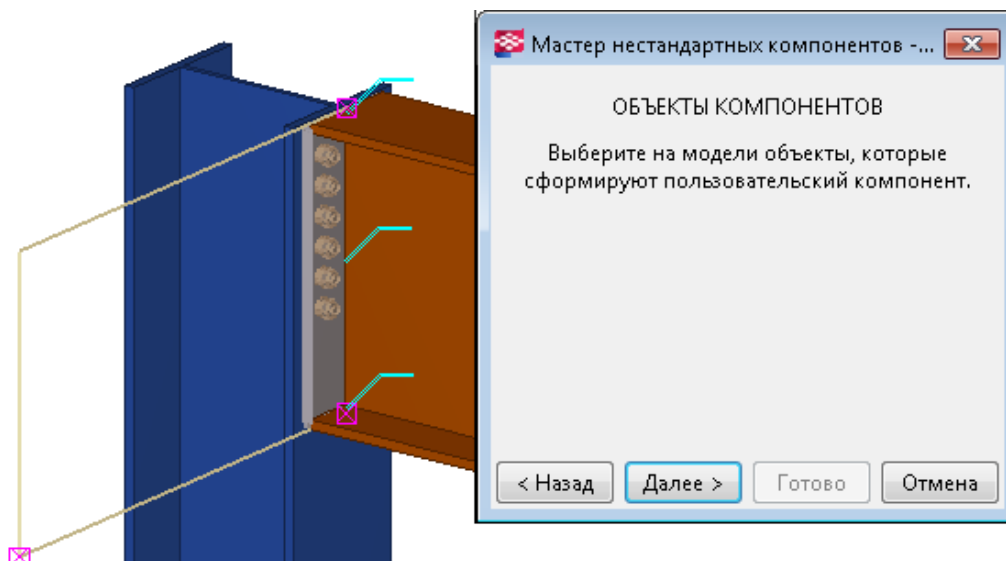 Мастер нестандартных компонентов -...
ОБЪЕКТЫ КОМПОНЕНТОВ
Выберите на модели объекты, которые
сформируют пользовательский компонент.
< Назад Далее > Готово Отмена